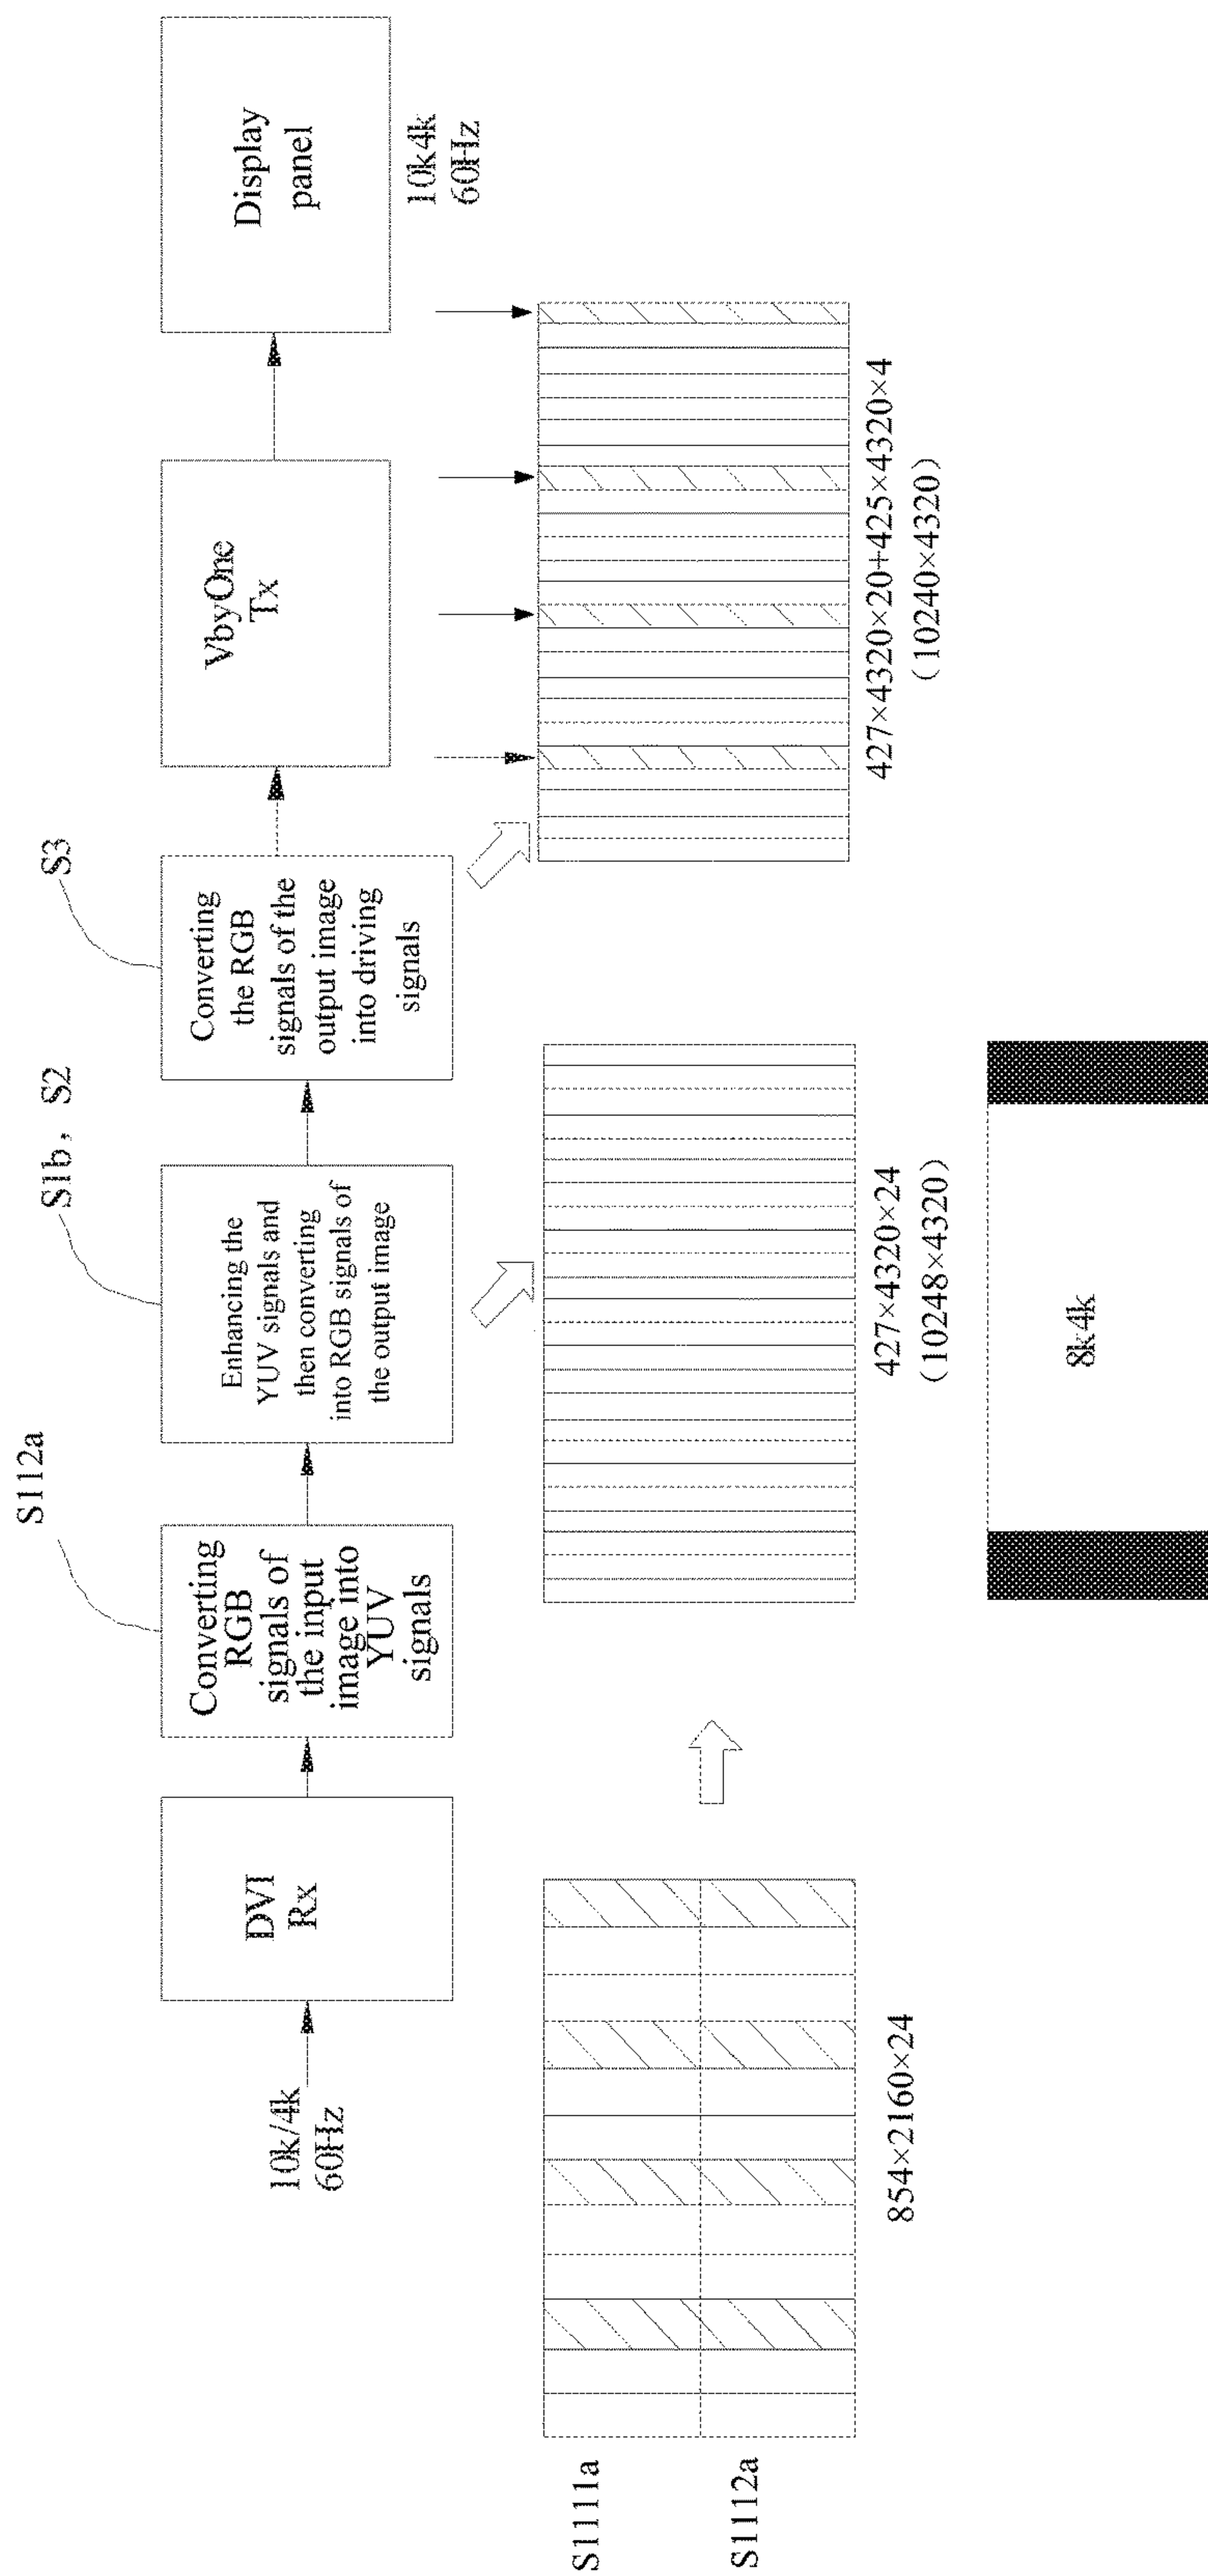 S112a
S1b, S2
S3
10k/4k
60Hz
DVI
Rx
Converting
RGB
signals of
the input
image into
YUV
signals
Enhancing the
YUV signals and
then converting
into RGB signals of
the output image
Converting
the RGB
signals of the
output image
into driving
signals
VbyOne
Tx
Display
panel
10k4k
60Hz
S1111a
S1112a
854×2160×24
427×4320×24
(10248×4320)
427×4320×20+425×4320×4
(10240×4320)
8k4k